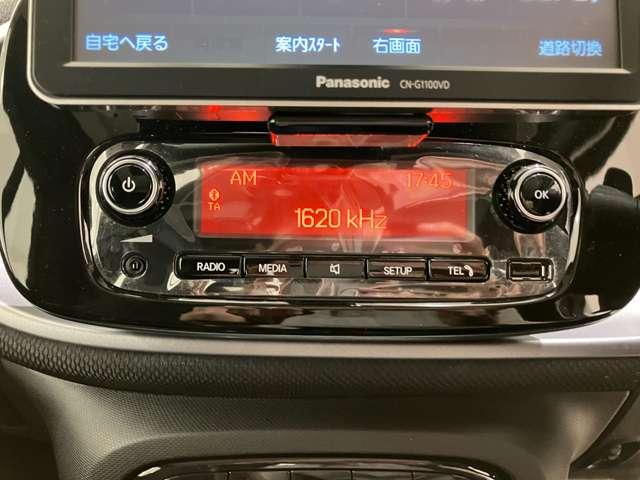 自宅へ戻る 案内スタート 右画面 道路切換
Panasonic CN-G1100VD
AM 17:45
TA
1620 kHz
OK
RADIO MEDIA SETUP TEL